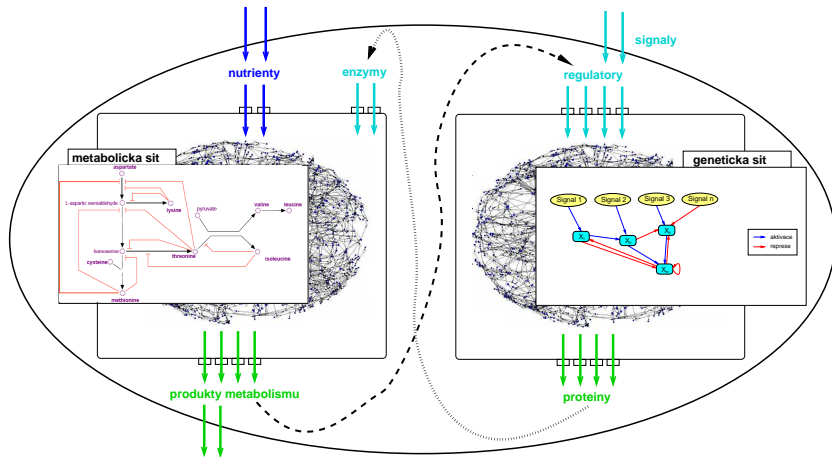 signaly
nutrienty
enzymy
regulatory
metabolicka sit
geneticka sit
aspartate
L-aspartic semialdehyde
lysine
pyruvate
valine
leucine
homoserine
threonine
isoleucine
cysteine
methionine
Signal 1
Signal 2
Signal 3
Signal n
aktivace
represe
produkty metabolismu
proteiny